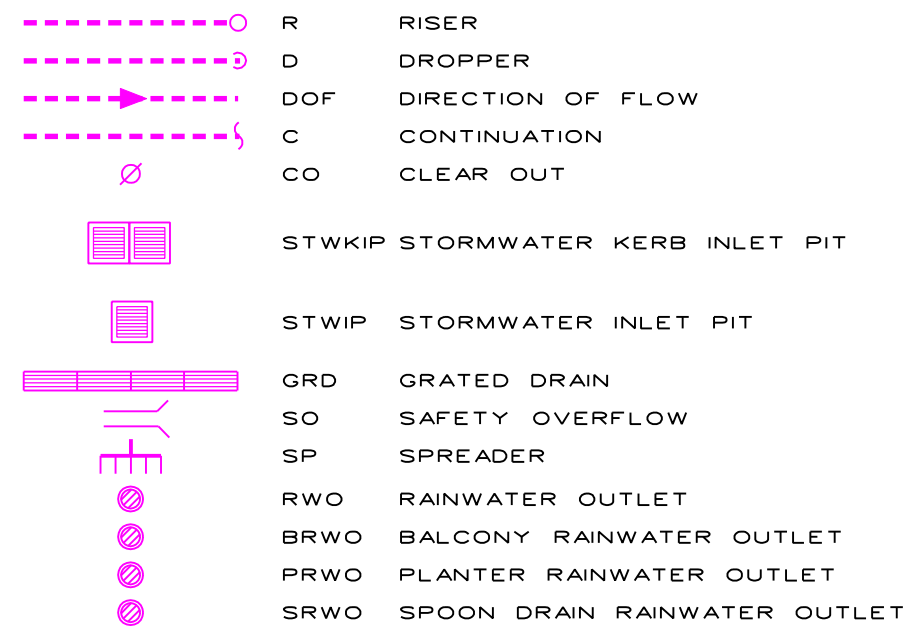 R RISER
D DROPPER
DOF DIRECTION OF FLOW
C CONTINUATION
CO CLEAR OUT
STWKIP STORMWATER KERB INLET PIT
STWIP STORMWATER INLET PIT
GRD GRATED DRAIN
SO SAFETY OVERFLOW
SP SPREADER
RWO RAINWATER OUTLET
BRWO BALCONY RAINWATER OUTLET
PRWO PLANTER RAINWATER OUTLET
SRWO SPOON DRAIN RAINWATER OUTLET